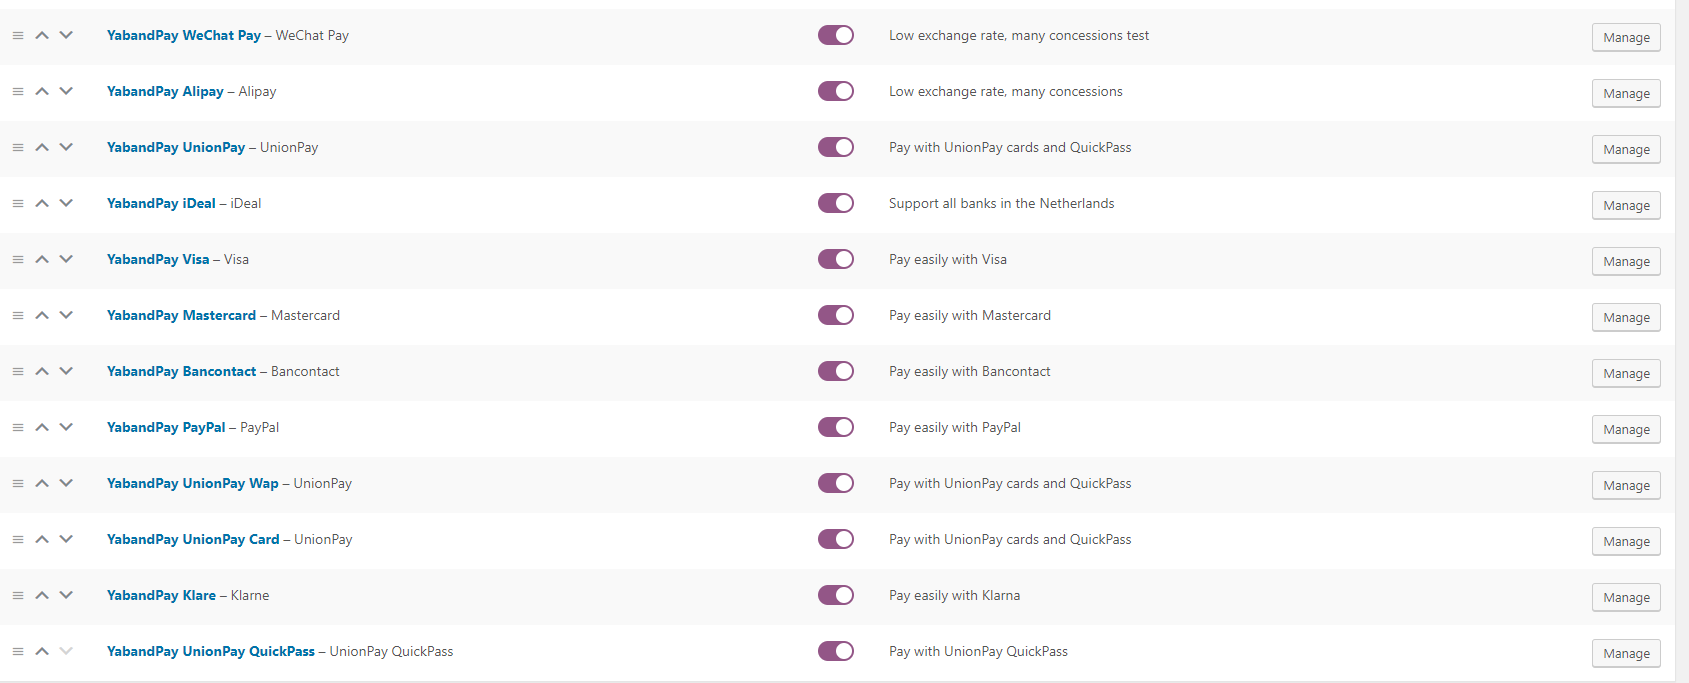 YabandPay WeChat Pay – WeChat Pay Low exchange rate, many concessions test Manage
YabandPay Alipay – Alipay Low exchange rate, many concessions Manage
YabandPay UnionPay – UnionPay Pay with UnionPay cards and QuickPass Manage
YabandPay iDeal – iDeal Support all banks in the Netherlands Manage
YabandPay Visa – Visa Pay easily with Visa Manage
YabandPay Mastercard – Mastercard Pay easily with Mastercard Manage
YabandPay Bancontact – Bancontact Pay easily with Bancontact Manage
YabandPay PayPal – PayPal Pay easily with PayPal Manage
YabandPay UnionPay Wap – UnionPay Pay with UnionPay cards and QuickPass Manage
YabandPay UnionPay Card – UnionPay Pay with UnionPay cards and QuickPass Manage
YabandPay Klare – Klarne Pay easily with Klarna Manage
YabandPay UnionPay QuickPass – UnionPay QuickPass Pay with UnionPay QuickPass Manage